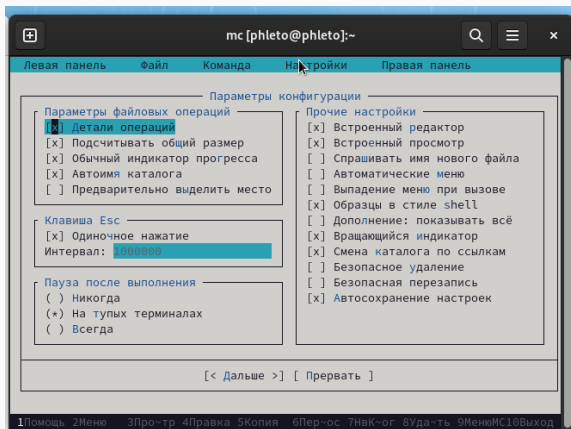 mc [phleto@phleto]:~
Левая панель Файл Команда Настройки Правая панель
Параметры конфигурации
Параметры файловых операций
[x] Детали операций
[x] Подсчитывать общий размер
[x] Обычный индикатор прогресса
[x] Автоимя каталога
[ ] Предварительно выделить место
Клавиша Esc
[x] Одиночное нажатие
Интервал: 1000000
Пауза после выполнения
( ) Никогда
(*) На тупых терминалах
( ) Всегда
Прочие настройки
[x] Встроенный редактор
[x] Встроенный просмотр
[ ] Спрашивать имя нового файла
[ ] Автоматические меню
[ ] Выпадение меню при вызове
[x] Образцы в стиле shell
[ ] Дополнение: показывать всё
[x] Вращающийся индикатор
[x] Смена каталога по ссылкам
[ ] Безопасное удаление
[ ] Безопасная перезапись
[x] Автосохранение настроек
[< Дальше >] [ Прервать ]
1Помощь 2Меню 3Про~тр 4Правка 5Копия 6Пер~ос 7НвК~ог 8Уда~ть 9МенюMC10Выход